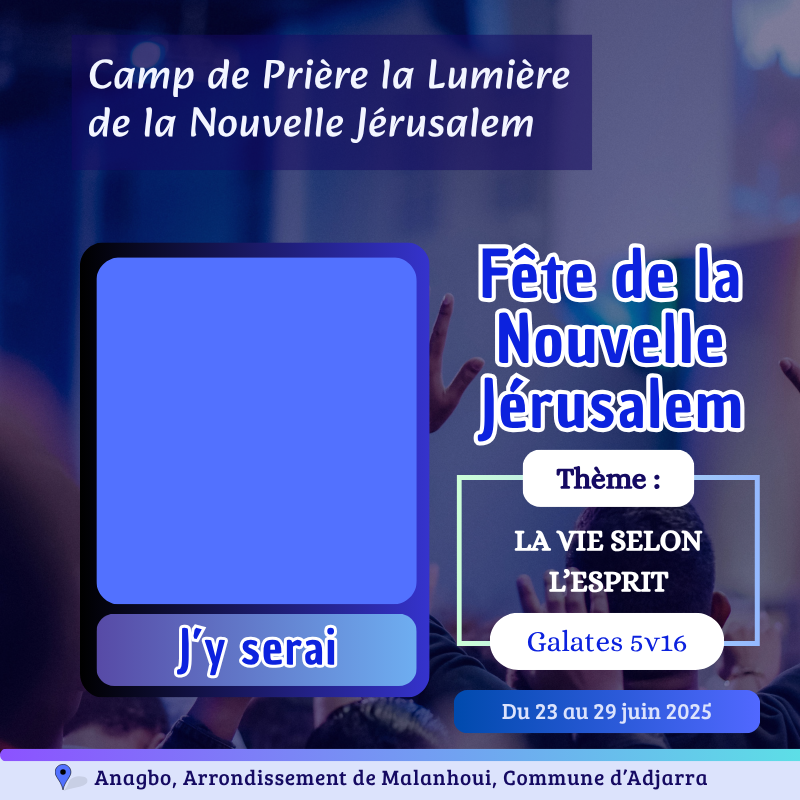 Camp de Prière la Lumière
de la Nouvelle Jérusalem
Fête de la
Nouvelle
Jérusalem
Thème :
LA VIE SELON
L’ESPRIT
Galates 5v16
J’y serai
Du 23 au 29 juin 2025
Anagbo, Arrondissement de Malanhoui, Commune d’Adjarra